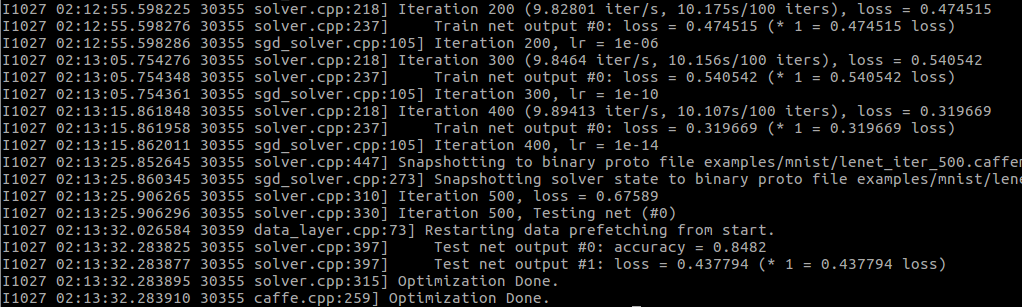 I1027 02:12:55.598225 30355 solver.cpp:218] Iteration 200 (9.82801 iter/s, 10.175s/100 iters), loss = 0.474515
I1027 02:12:55.598276 30355 solver.cpp:237]     Train net output #0: loss = 0.474515 (* 1 = 0.474515 loss)
I1027 02:12:55.598286 30355 sgd_solver.cpp:105] Iteration 200, lr = 1e-06
I1027 02:13:05.754276 30355 solver.cpp:218] Iteration 300 (9.8464 iter/s, 10.156s/100 iters), loss = 0.540542
I1027 02:13:05.754348 30355 solver.cpp:237]     Train net output #0: loss = 0.540542 (* 1 = 0.540542 loss)
I1027 02:13:05.754361 30355 sgd_solver.cpp:105] Iteration 300, lr = 1e-10
I1027 02:13:15.861848 30355 solver.cpp:218] Iteration 400 (9.89413 iter/s, 10.107s/100 iters), loss = 0.319669
I1027 02:13:15.861958 30355 solver.cpp:237]     Train net output #0: loss = 0.319669 (* 1 = 0.319669 loss)
I1027 02:13:15.862011 30355 sgd_solver.cpp:105] Iteration 400, lr = 1e-14
I1027 02:13:25.852645 30355 solver.cpp:447] Snapshotting to binary proto file examples/mnist/lenet_iter_500.caffem
I1027 02:13:25.860345 30355 sgd_solver.cpp:273] Snapshotting solver state to binary proto file examples/mnist/lene
I1027 02:13:25.906265 30355 solver.cpp:310] Iteration 500, loss = 0.67589
I1027 02:13:25.906296 30355 solver.cpp:330] Iteration 500, Testing net (#0)
I1027 02:13:32.026584 30359 data_layer.cpp:73] Restarting data prefetching from start.
I1027 02:13:32.283825 30355 solver.cpp:397]     Test net output #0: accuracy = 0.8482
I1027 02:13:32.283877 30355 solver.cpp:397]     Test net output #1: loss = 0.437794 (* 1 = 0.437794 loss)
I1027 02:13:32.283895 30355 solver.cpp:315] Optimization Done.
I1027 02:13:32.283910 30355 caffe.cpp:259] Optimization Done.